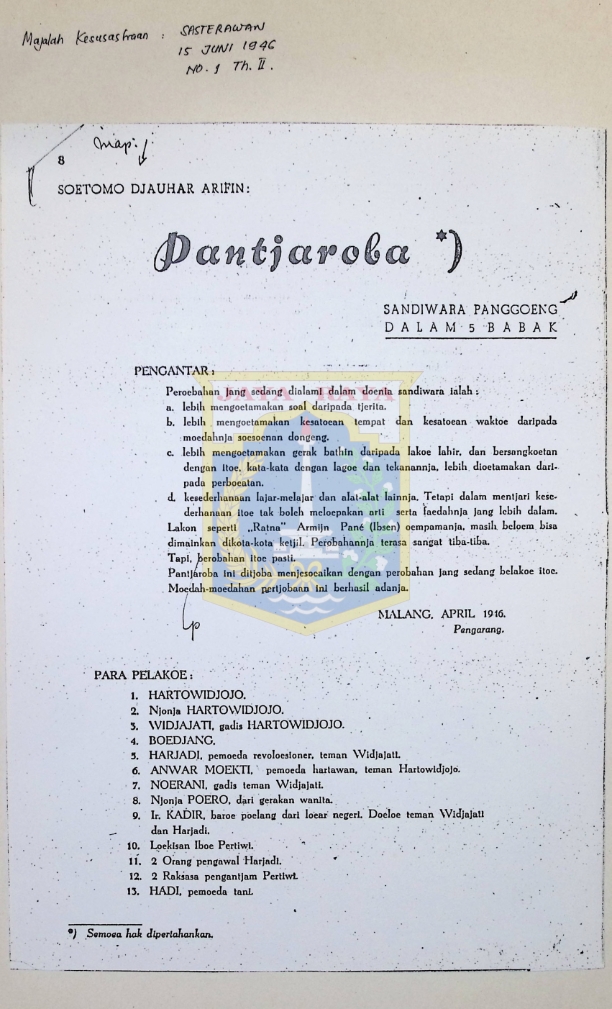 Majalah Kesusastraan : SASTERAWAN
15 JUNI 1946
NO. 1 Th. II.
map:
8
SOETOMO DJAUHAR ARIFIN:
Pantjaroba *)
SANDIWARA PANGGOENG
DALAM 5 BABAK
JAYA RAYA
PENGANTAR:
Peroebahan jang sedang dialami dalam doenia sandiwara ialah:
a. lebih mengoetamakan soal daripada tjerita.
b. lebih mengoetamakan kesatoean tempat dan kesatoean waktoe daripada
moedahnja soesoenan dongeng.
c. lebih mengoetamakan gerak bathin daripada lakoe lahir, dan bersangkoetan
dengan itoe, kata-kata dengan lagoe dan tekanannja, lebih dioetamakan dari-
pada perboeatan.
d. kesederhanaan lajar-melajar dan alat-alat lainnja. Tetapi dalam mentjari kese-
derhanaan itoe tak boleh meloepakan arti serta faedahnja jang lebih dalam.
Lakon seperti „Ratna” Armijn Pané (Ibsen) oempamanja, masih beloem bisa
dimainkan dikota-kota ketjil. Perobahannja terasa sangat tiba-tiba.
Tapi, perobahan itoe pasti.
Pantjaroba ini ditjoba menjesoeaikan dengan perobahan jang sedang belakoe itoe.
Moedah-moedahan pertjobann ini berhasil adanja.
MALANG, APRIL 1946.
Pengarang.
PARA PELAKOE:
1. HARTOWIDJOJO.
2. Njonja HARTOWIDJOJO.
3. WIDJAJATI, gadis HARTOWIDJOJO.
4. BOEDJANG.
5. HARJADI, pemoeda revoloesioner, teman Widjajati.
6. ANWAR MOEKTI, pemoeda hartawan, teman Hartowidjojo.
7. NOERANI, gadis teman Widjajati.
8. Njonja POERO, dari gerakan wanita.
9. Ir. KADIR, baroe poelang dari loear negeri. Doeloe teman Widjajati
dan Harjadi.
10. Loekisan Iboe Pertiwi.
11. 2 Orang pengawal Harjadi.
12. 2 Raksasa pengantjam Pertiwi.
13. HADI, pemoeda tani.
*) Semoea hak dipertahankan.